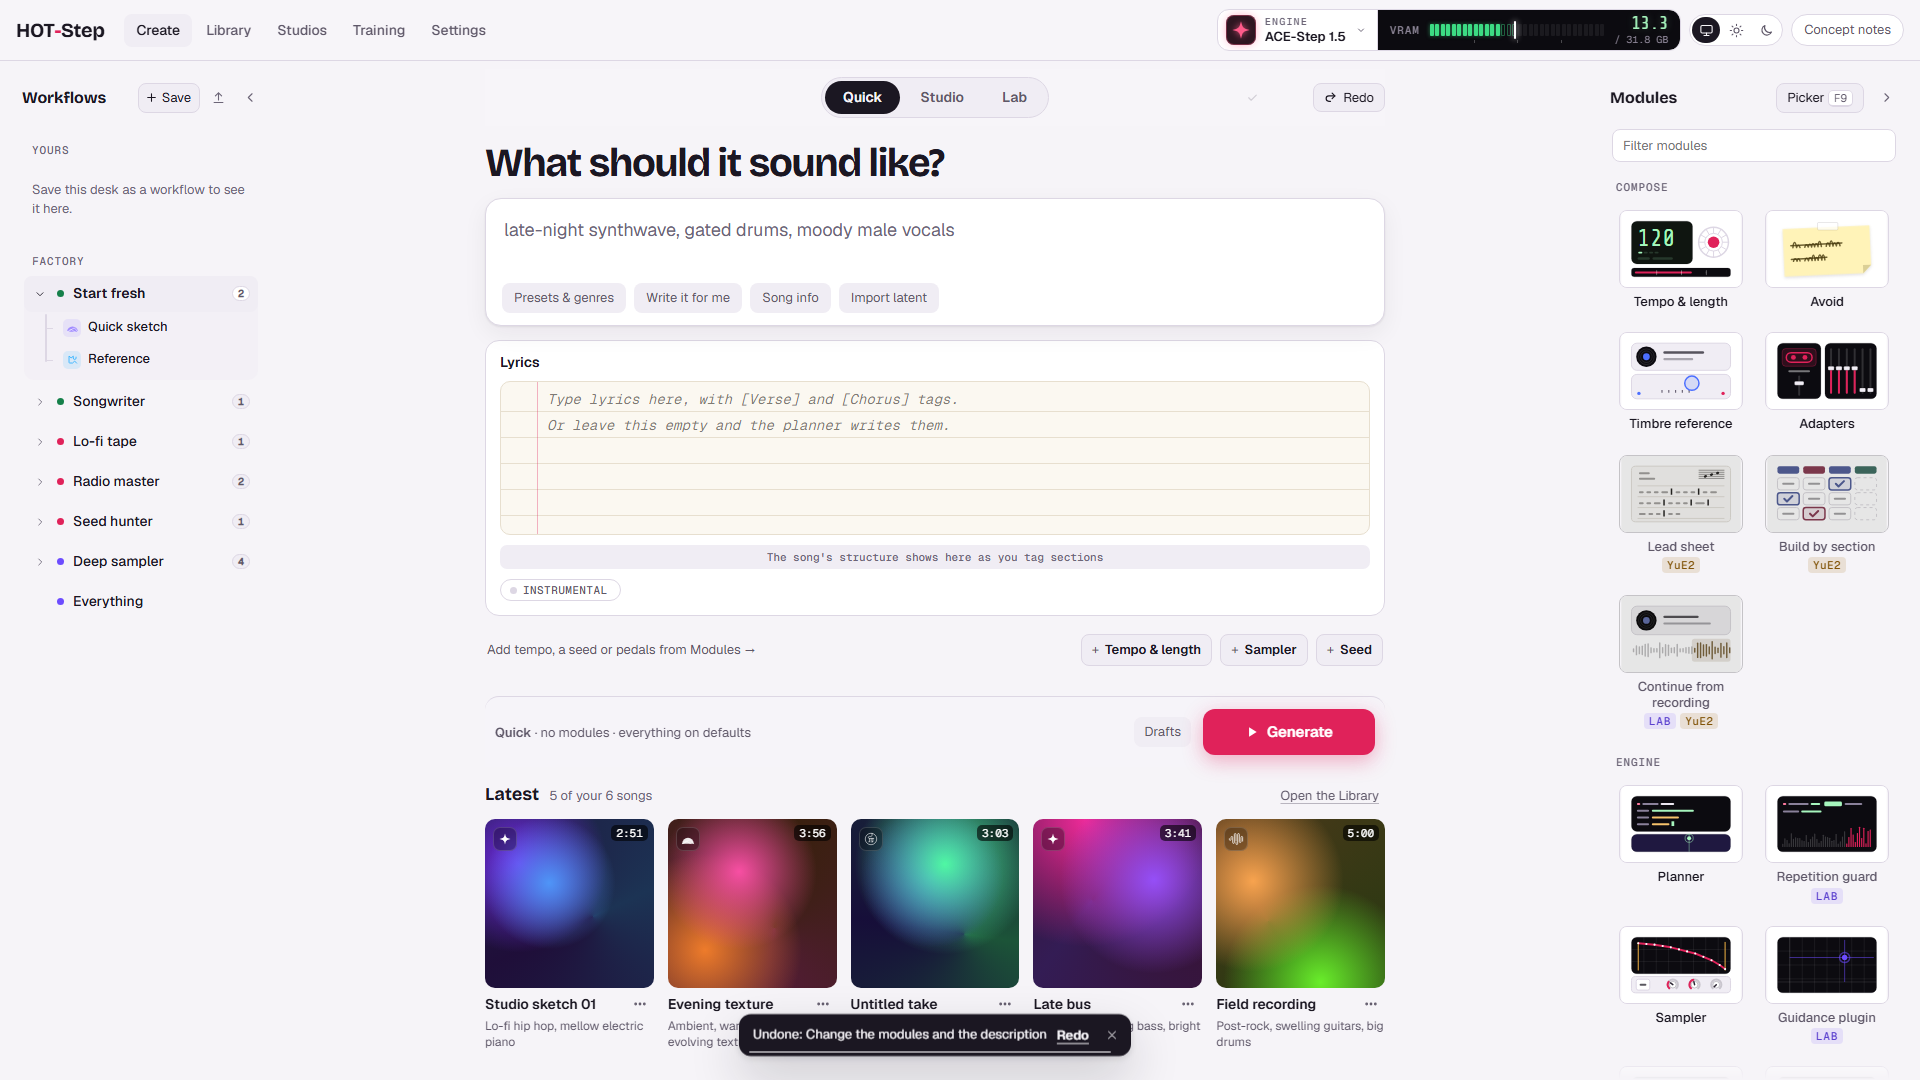 HOT-Step
Create
Library
Studios
Training
Settings
ENGINE
ACE-Step 1.5
VRAM
13.3
/ 31.8 GB
Concept notes
Workflows
+ Save
Quick
Studio
Lab
Redo
Modules
Picker F9
YOURS
Save this desk as a workflow to see
it here.
FACTORY
Start fresh 2
Quick sketch
Reference
Songwriter 1
Lo-fi tape 1
Radio master 2
Seed hunter 1
Deep sampler 4
Everything
What should it sound like?
late-night synthwave, gated drums, moody male vocals
Presets & genres
Write it for me
Song info
Import latent
Lyrics
Type lyrics here, with [Verse] and [Chorus] tags.
Or leave this empty and the planner writes them.
The song's structure shows here as you tag sections
INSTRUMENTAL
Add tempo, a seed or pedals from Modules →
+ Tempo & length
+ Sampler
+ Seed
Quick · no modules · everything on defaults
Drafts
Generate
Latest
5 of your 6 songs
Open the Library
2:51
3:56
3:03
3:41
5:00
Studio sketch 01
Lo-fi hip hop, mellow electric
piano
Evening texture
Ambient, war
evolving text
Untitled take
Late bus
bass, bright
Field recording
Post-rock, swelling guitars, big
drums
Undone: Change the modules and the description
Redo
Filter modules
COMPOSE
120
Tempo & length
Avoid
Timbre reference
Adapters
Lead sheet
YuE2
Build by section
YuE2
Continue from
recording
LAB YuE2
ENGINE
Planner
Repetition guard
LAB
Sampler
Guidance plugin
LAB